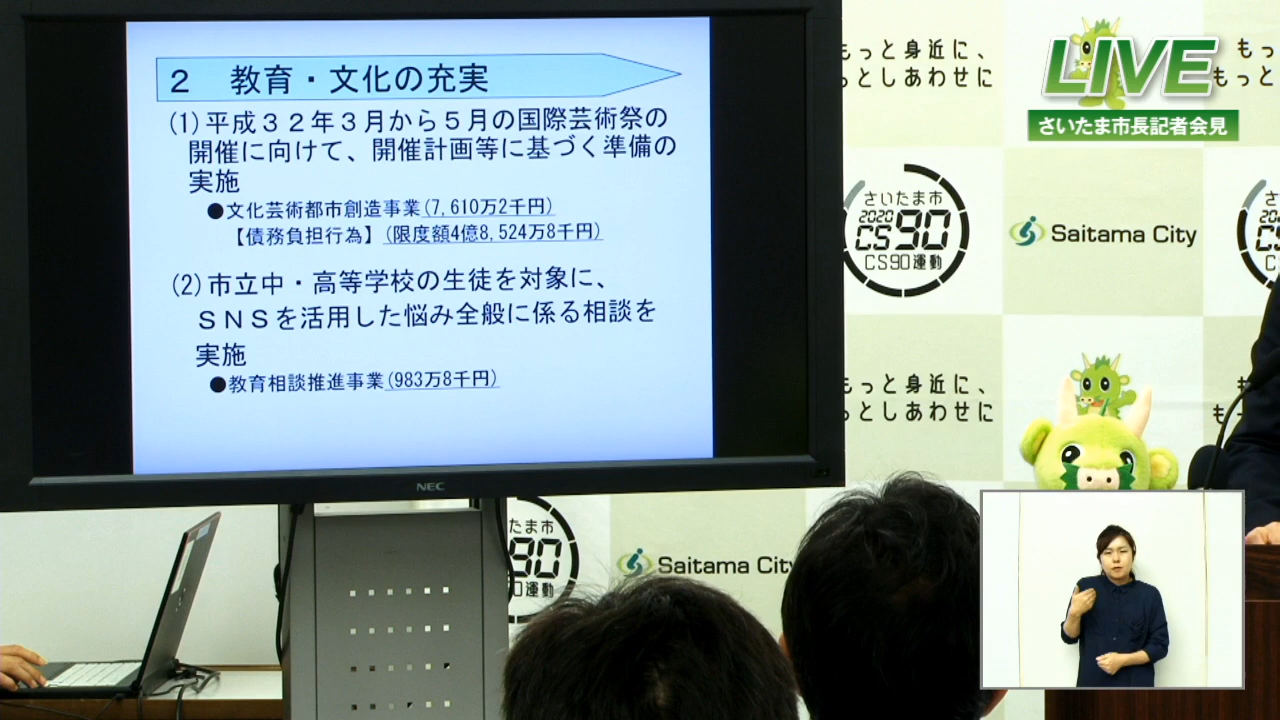 ２　教育・文化の充実
(1) 平成３２年３月から５月の国際芸術祭の
開催に向けて、開催計画等に基づく準備の
実施
●文化芸術都市創造事業(7,610万2千円)
【債務負担行為】(限度額4億8,524万8千円)
(2) 市立中・高等学校の生徒を対象に、
ＳＮＳを活用した悩み全般に係る相談を
実施
●教育相談推進事業(983万8千円)
NEC
もっと身近に、
っとしあわせに
LIVE
さいたま市長記者会見
もっ
もっと
さいたま市
2020
CS90
CS90運動
Saitama City
もっと身近に、
っとしあわせに
たま市
90
運動
Saitama City